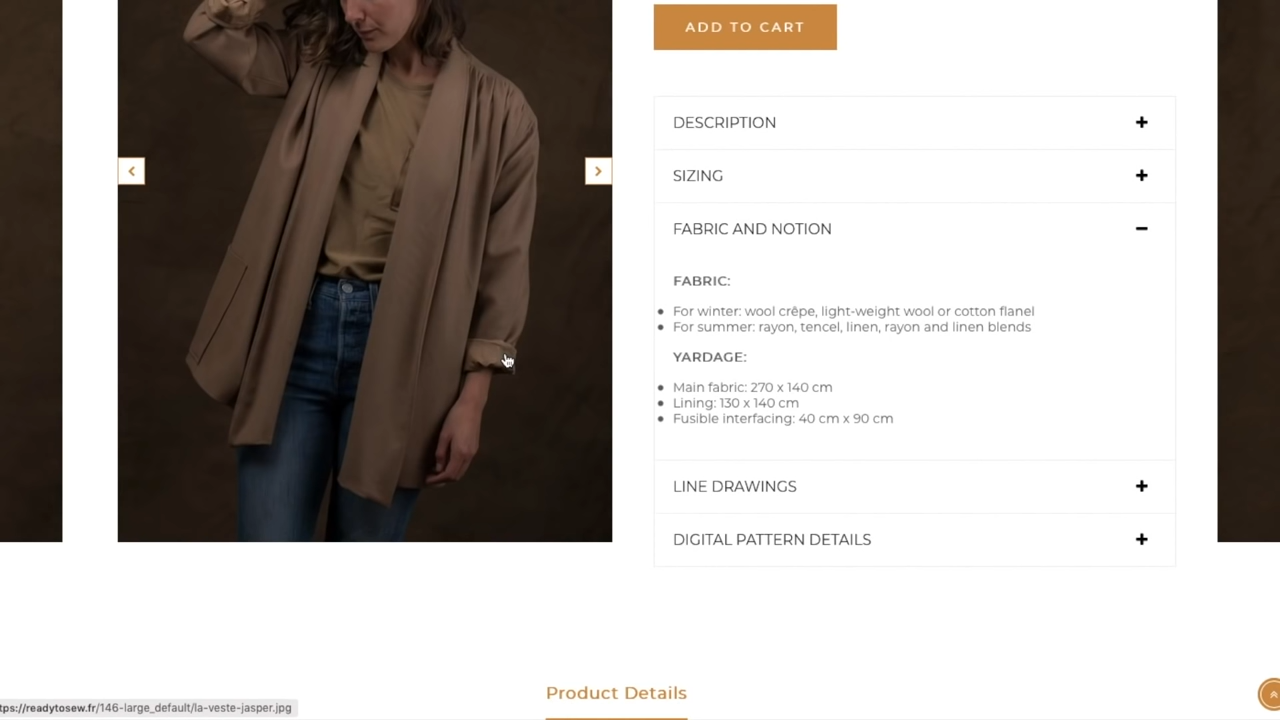 ADD TO CART
DESCRIPTION
SIZING
FABRIC AND NOTION
FABRIC:
For winter: wool crêpe, light-weight wool or cotton flanel
For summer: rayon, tencel, linen, rayon and linen blends
YARDAGE:
Main fabric: 270 x 140 cm
Lining: 130 x 140 cm
Fusible interfacing: 40 cm x 90 cm
LINE DRAWINGS
DIGITAL PATTERN DETAILS
Product Details
tps://readytosew.fr/146-large_default/la-veste-jasper.jpg